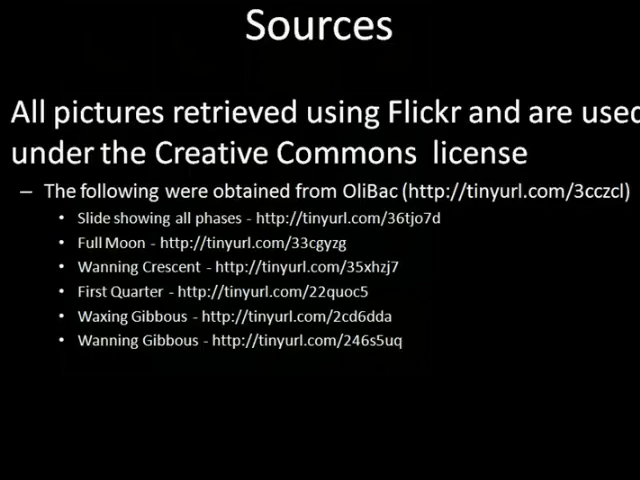 Sources
All pictures retrieved using Flickr and are used
under the Creative Commons license
– The following were obtained from OliBac (http://tinyurl.com/3cczcl)
• Slide showing all phases - http://tinyurl.com/36tjo7d
• Full Moon - http://tinyurl.com/33cgyzg
• Wanning Crescent - http://tinyurl.com/35xhzj7
• First Quarter - http://tinyurl.com/22quoc5
• Waxing Gibbous - http://tinyurl.com/2cd6dda
• Wanning Gibbous - http://tinyurl.com/246s5uq